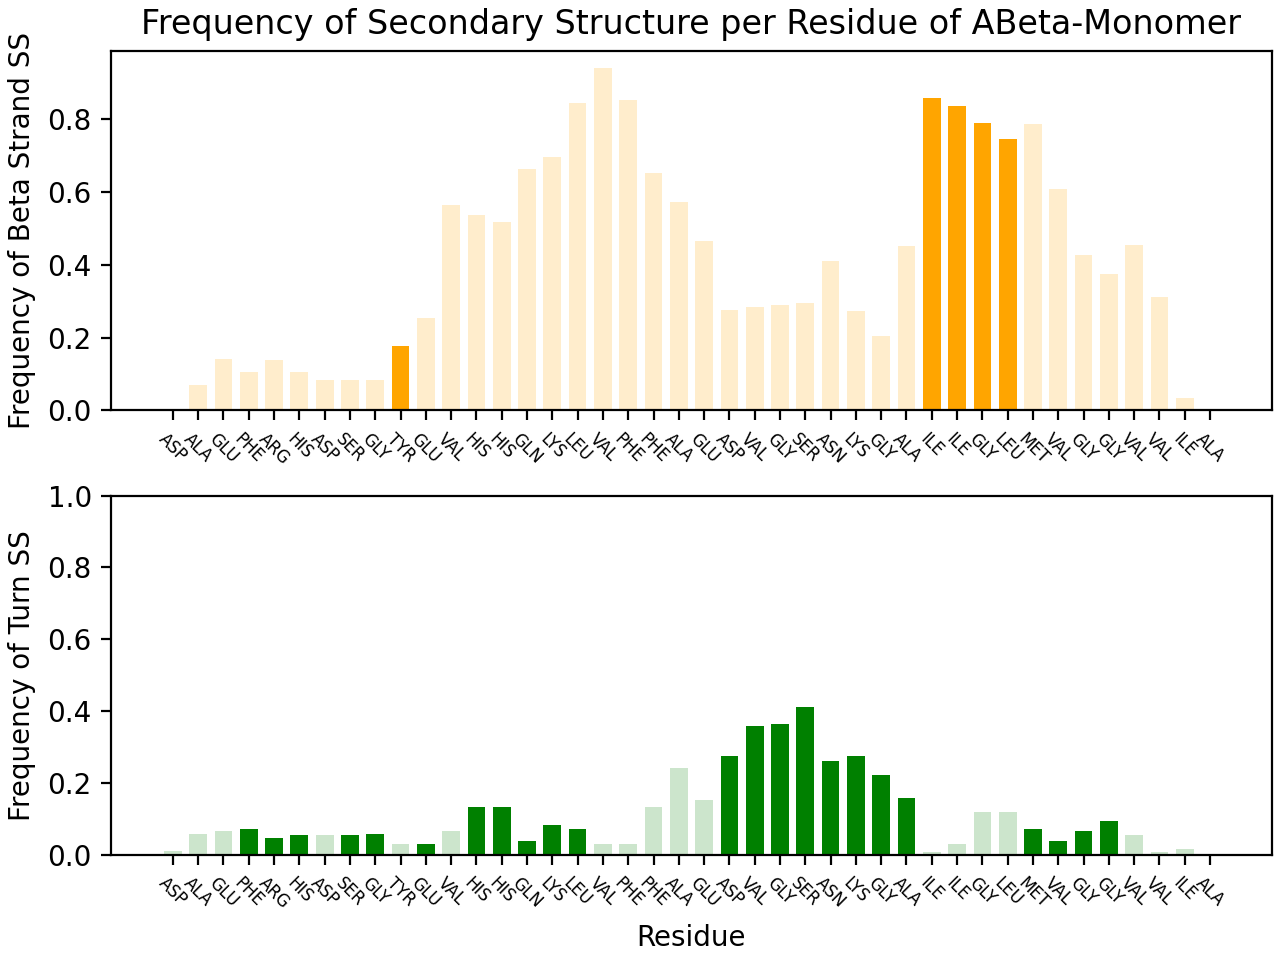 Frequency of Secondary Structure per Residue of ABeta-Monomer
Frequency of Beta Strand SS
0.8
0.6
0.4
0.2
0.0
ASP ALA GLU PHE ARG HIS ASP SER GLY TYR GLU VAL HIS HIS GLN LYS LEU VAL PHE PHE ALA GLU ASP VAL GLY SER ASN LYS GLY ALA ILE ILE GLY LEU MET VAL GLY GLY VAL VAL ILE ALA
Frequency of Turn SS
1.0
0.8
0.6
0.4
0.2
0.0
ASP ALA GLU PHE ARG HIS ASP SER GLY TYR GLU VAL HIS HIS GLN LYS LEU VAL PHE PHE ALA GLU ASP VAL GLY SER ASN LYS GLY ALA ILE ILE GLY LEU MET VAL GLY GLY VAL VAL ILE ALA
Residue